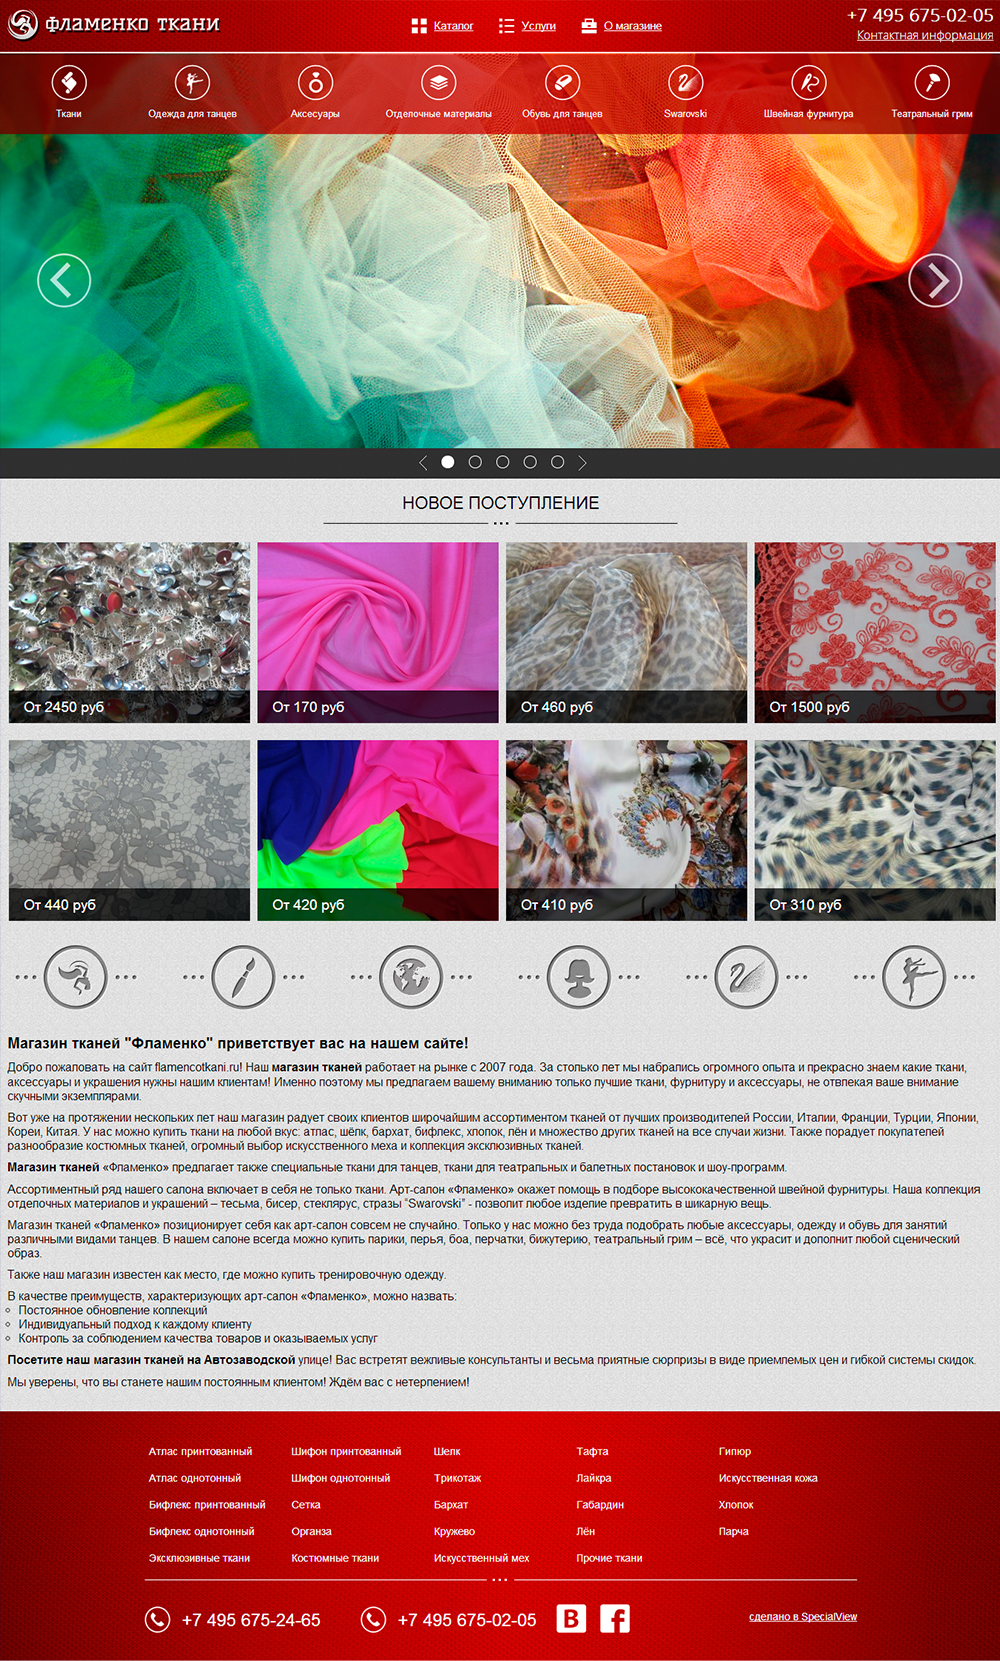 Фламенко ткани
Каталог
Услуги
О магазине
+7 495 675-02-05
Контактная информация
Ткани
Одежда для танцев
Аксесуары
Отделочные материалы
Обувь для танцев
Swarovski
Швейная фурнитура
Театральный грим
НОВОЕ ПОСТУПЛЕНИЕ
От 2450 руб
От 170 руб
От 460 руб
От 1500 руб
От 440 руб
От 420 руб
От 410 руб
От 310 руб
Магазин тканей "Фламенко" приветствует вас на нашем сайте!
Добро пожаловать на сайт flamencotkani.ru! Наш магазин тканей работает на рынке с 2007 года. За столько лет мы набрались огромного опыта и прекрасно знаем какие ткани,
аксессуары и украшения нужны нашим клиентам! Именно поэтому мы предлагаем вашему вниманию только лучшие ткани, фурнитуру и аксессуары, не отвлекая ваше внимание
скучными экземплярами.
Вот уже на протяжении нескольких лет наш магазин радует своих клиентов широчайшим ассортиментом тканей от лучших производителей России, Италии, Франции, Турции, Японии,
Кореи, Китая. У нас можно купить ткани на любой вкус: атлас, шёлк, бархат, бифлекс, хлопок, лён и множество других тканей на все случаи жизни. Также порадует покупателей
разнообразие костюмных тканей, огромный выбор искусственного меха и коллекция эксклюзивных тканей.
Магазин тканей «Фламенко» предлагает также специальные ткани для танцев, ткани для театральных и балетных постановок и шоу-программ.
Ассортиментный ряд нашего салона включает в себя не только ткани. Арт-салон «Фламенко» окажет помощь в подборе высококачественной швейной фурнитуры. Наша коллекция
отделочных материалов и украшений – тесьма, бисер, стеклярус, стразы “Swarovski” - позволит любое изделие превратить в шикарную вещь.
Магазин тканей «Фламенко» позиционирует себя как арт-салон совсем не случайно. Только у нас можно без труда подобрать любые аксессуары, одежду и обувь для занятий
различными видами танцев. В нашем салоне всегда можно купить парики, перья, боа, перчатки, бижутерию, театральный грим – всё, что украсит и дополнит любой сценический
образ.
Также наш магазин известен как место, где можно купить тренировочную одежду.
В качестве преимуществ, характеризующих арт-салон «Фламенко», можно назвать:
Постоянное обновление коллекций
Индивидуальный подход к каждому клиенту
Контроль за соблюдением качества товаров и оказываемых услуг
Посетите наш магазин тканей на Автозаводской улице! Вас встретят вежливые консультанты и весьма приятные сюрпризы в виде приемлемых цен и гибкой системы скидок.
Мы уверены, что вы станете нашим постоянным клиентом! Ждём вас с нетерпением!
Атлас принтованный
Шифон принтованный
Шелк
Тафта
Гипюр
Атлас однотонный
Шифон однотонный
Трикотаж
Лайкра
Искусственная кожа
Бифлекс принтованный
Сетка
Бархат
Габардин
Хлопок
Бифлекс однотонный
Органза
Кружево
Лён
Парча
Эксклюзивные ткани
Костюмные ткани
Искусственный мех
Прочие ткани
+7 495 675-24-65
+7 495 675-02-05
В
f
сделано в SpecialView